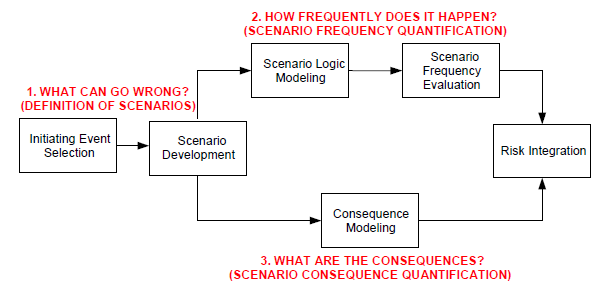 2. HOW FREQUENTLY DOES IT HAPPEN?
(SCENARIO FREQUENCY QUANTIFICATION)
Scenario Logic
Modeling
Scenario
Frequency
Evaluation
1. WHAT CAN GO WRONG?
(DEFINITION OF SCENARIOS)
Initiating Event
Selection
Scenario
Development
Risk Integration
Consequence
Modeling
3. WHAT ARE THE CONSEQUENCES?
(SCENARIO CONSEQUENCE QUANTIFICATION)